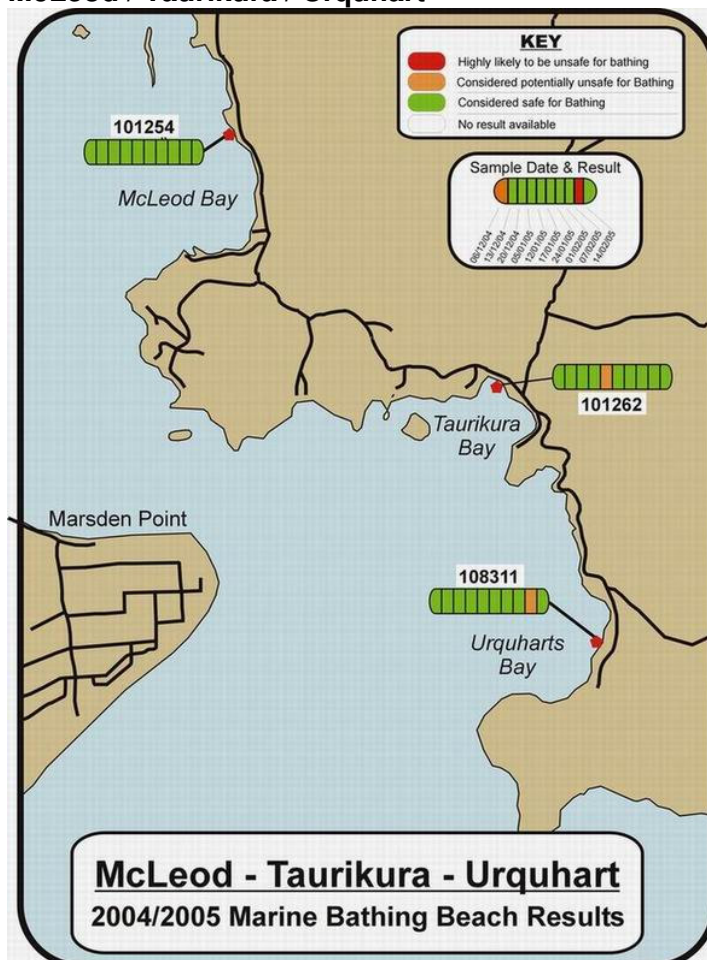 McLeod / Taurikura / Urquhart
KEY
Highly likely to be unsafe for bathing
Considered potentially unsafe for Bathing
Considered safe for Bathing
No result available
Sample Date & Result
06/12/04
13/12/04
20/12/04
05/01/05
12/01/05
17/01/05
24/01/05
01/02/05
07/02/05
14/02/05
101254
McLeod Bay
101262
Taurikura
Bay
Marsden Point
108311
Urquharts
Bay
McLeod - Taurikura - Urquhart
2004/2005 Marine Bathing Beach Results